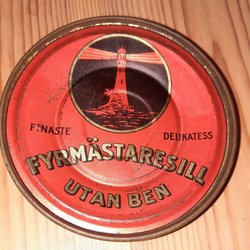 FINASTE DELIKATESS
FYRMÄSTARESILL
UTAN BEN